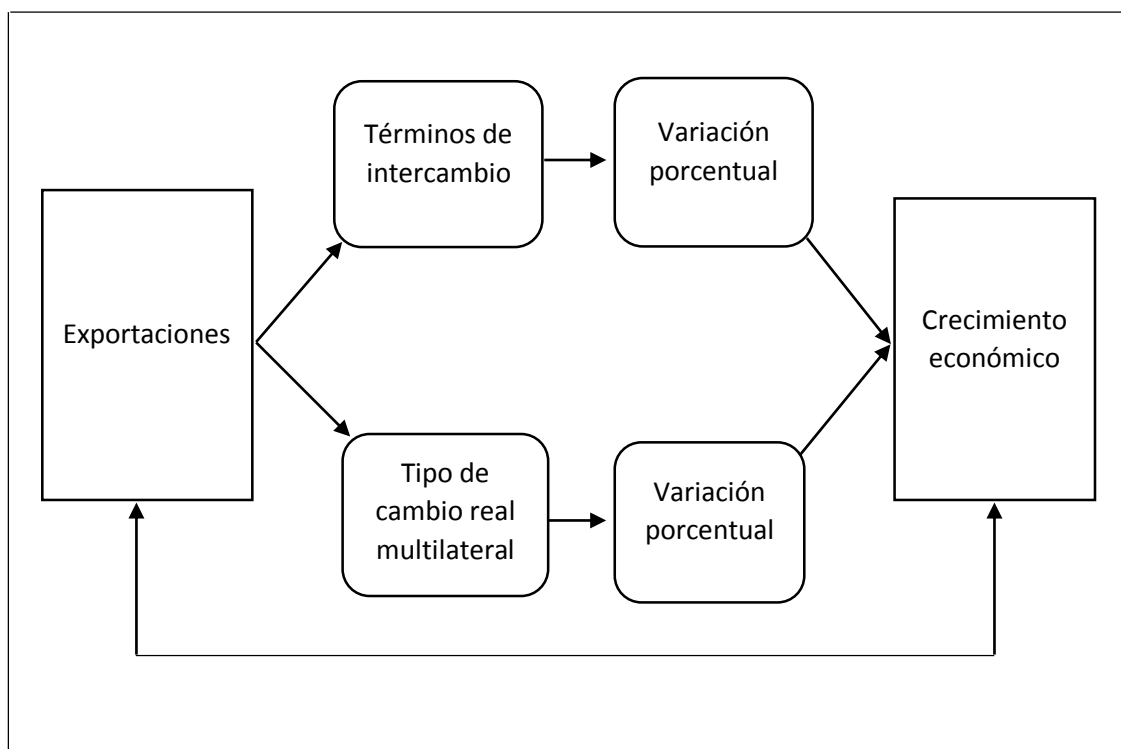 Términos de
intercambio
Variación
porcentual
Exportaciones
Crecimiento
económico
Tipo de
cambio real
multilateral
Variación
porcentual